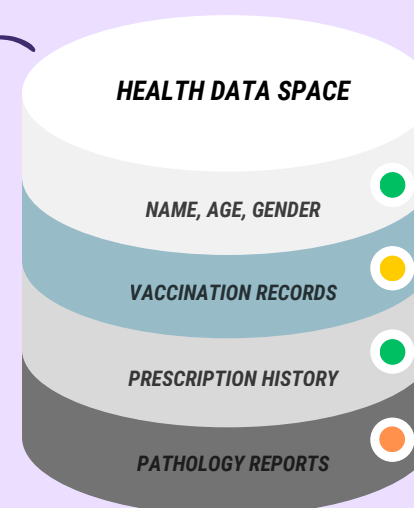 HEALTH DATA SPACE
NAME, AGE, GENDER
VACCINATION RECORDS
PRESCRIPTION HISTORY
PATHOLOGY REPORTS